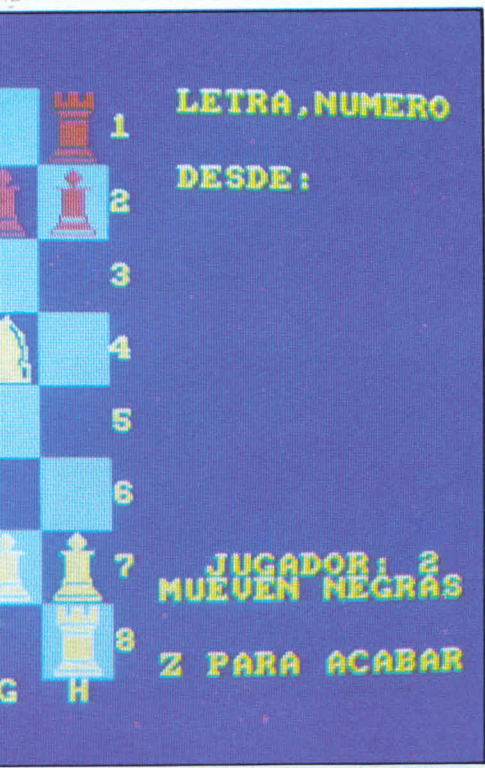 1
LETRA,NUMERO
2
DESDE:
3
4
5
6
7
JUGADOR: 2
MUEVEN NEGRAS
8
Z PARA ACABAR
G H